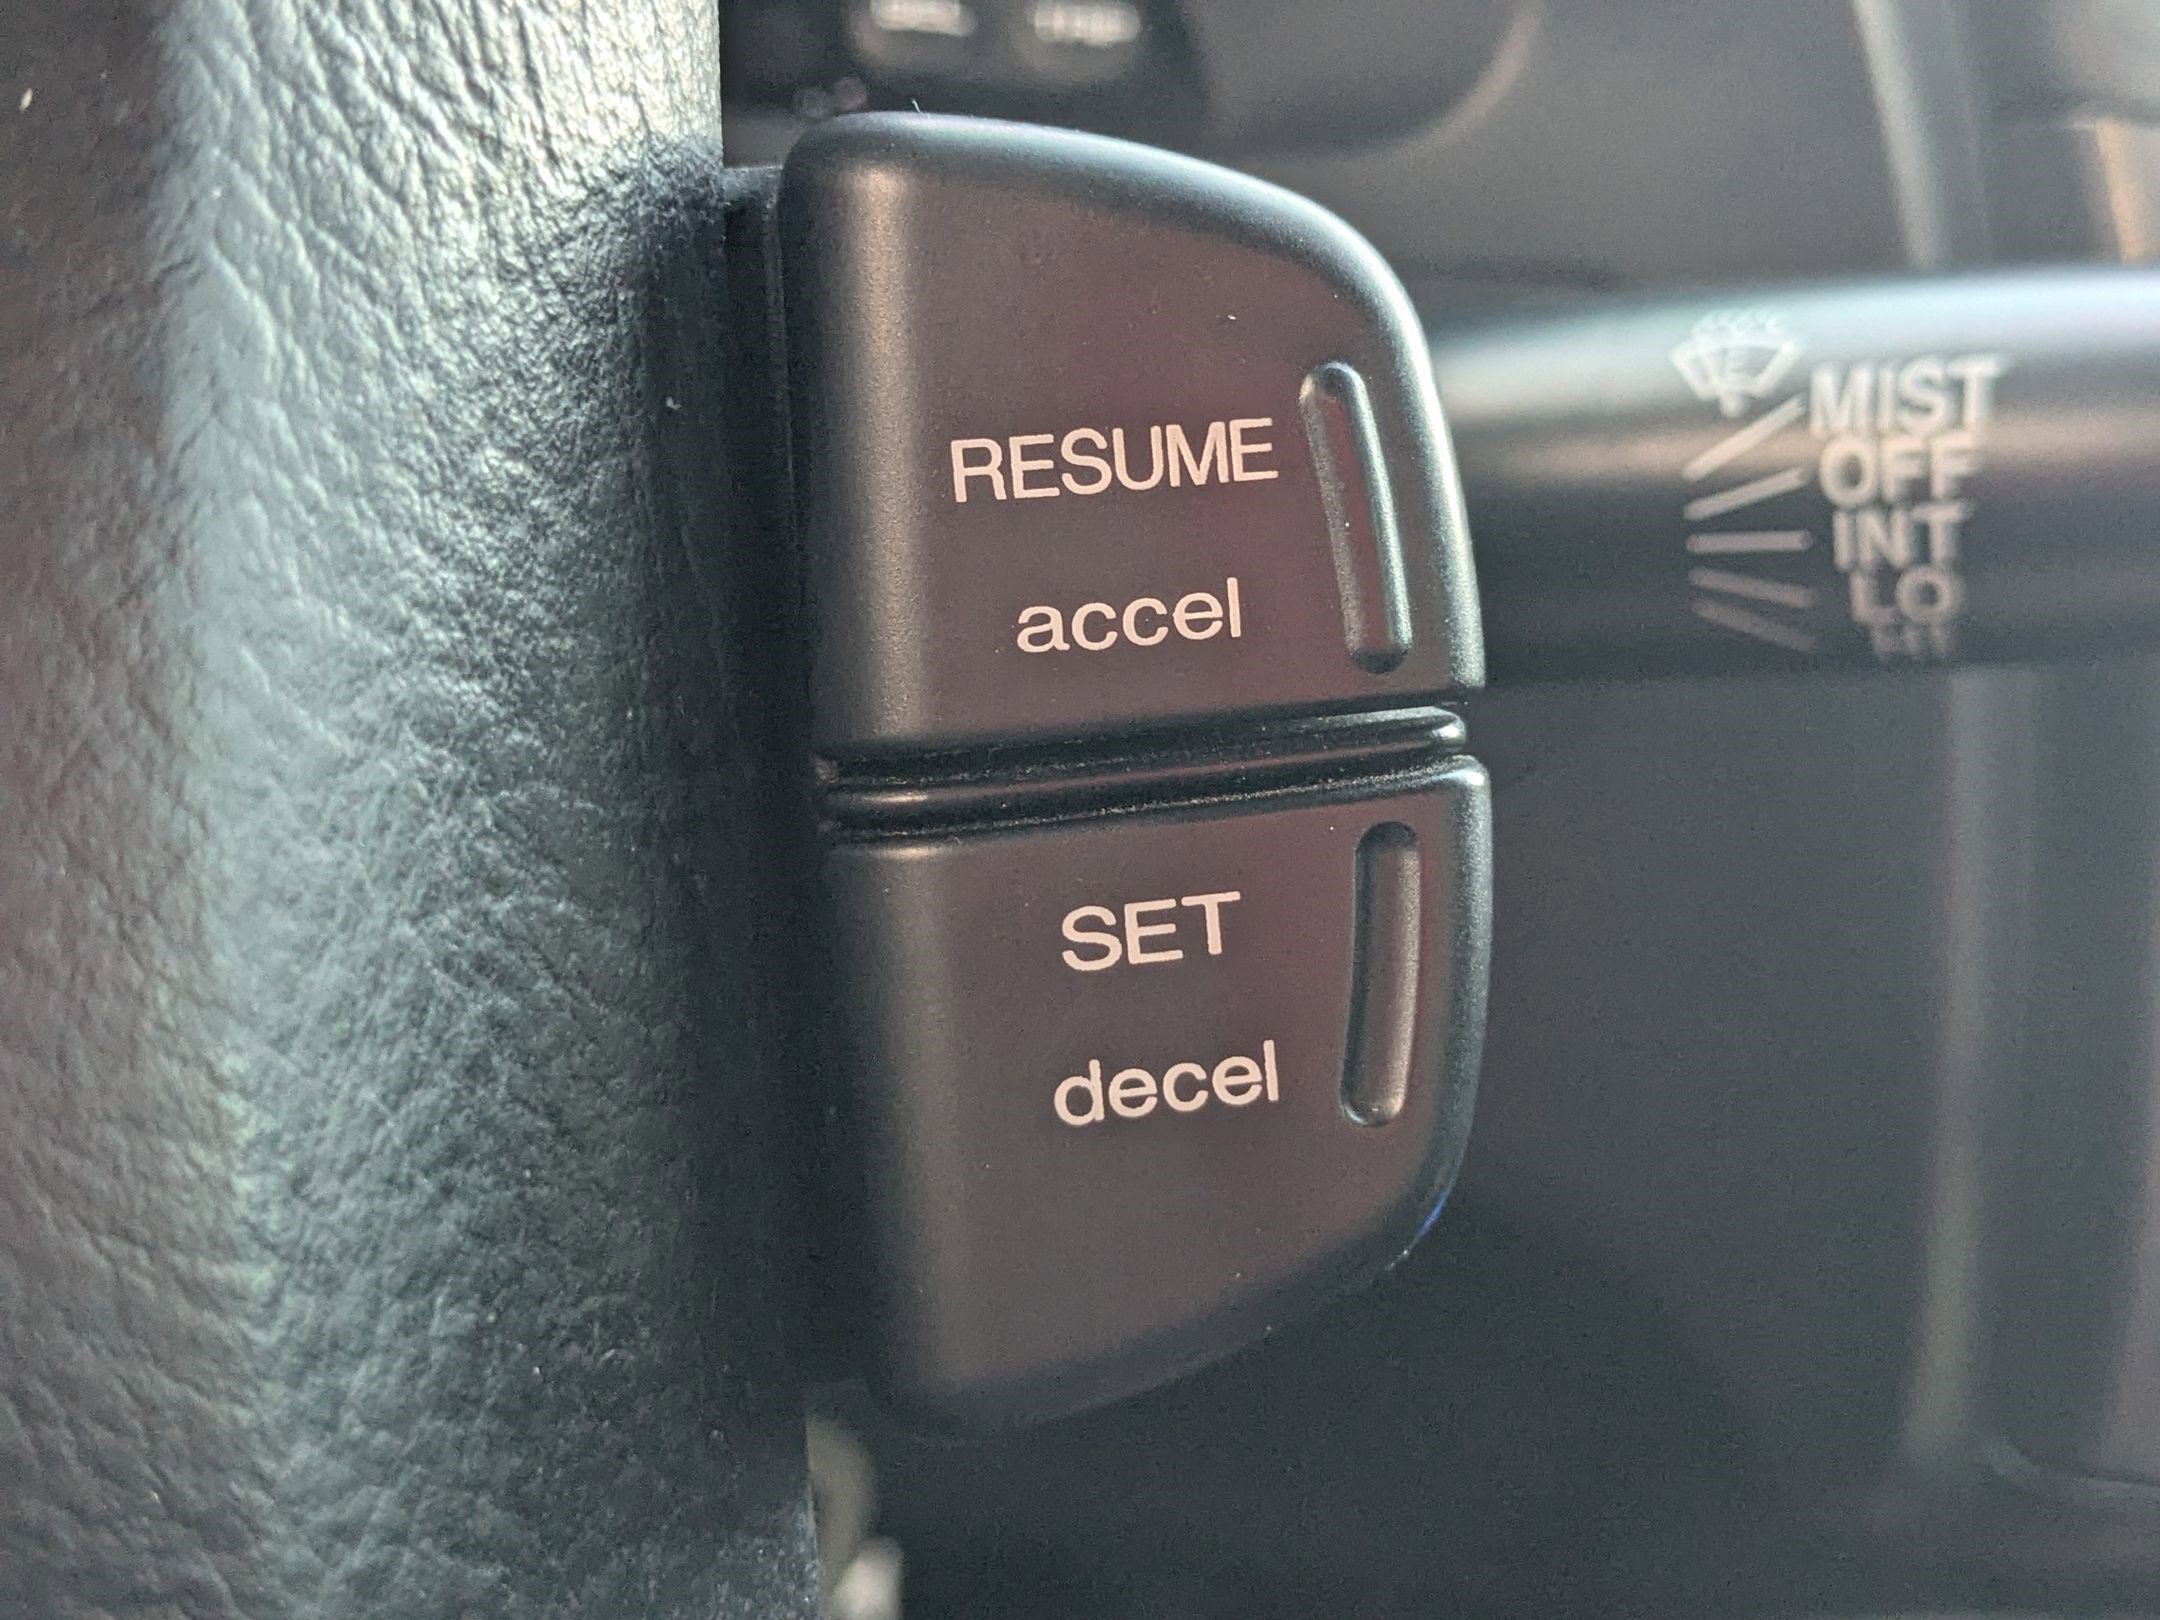 RESUME
accel
SET
decel
MIST
OFF
INT
LO